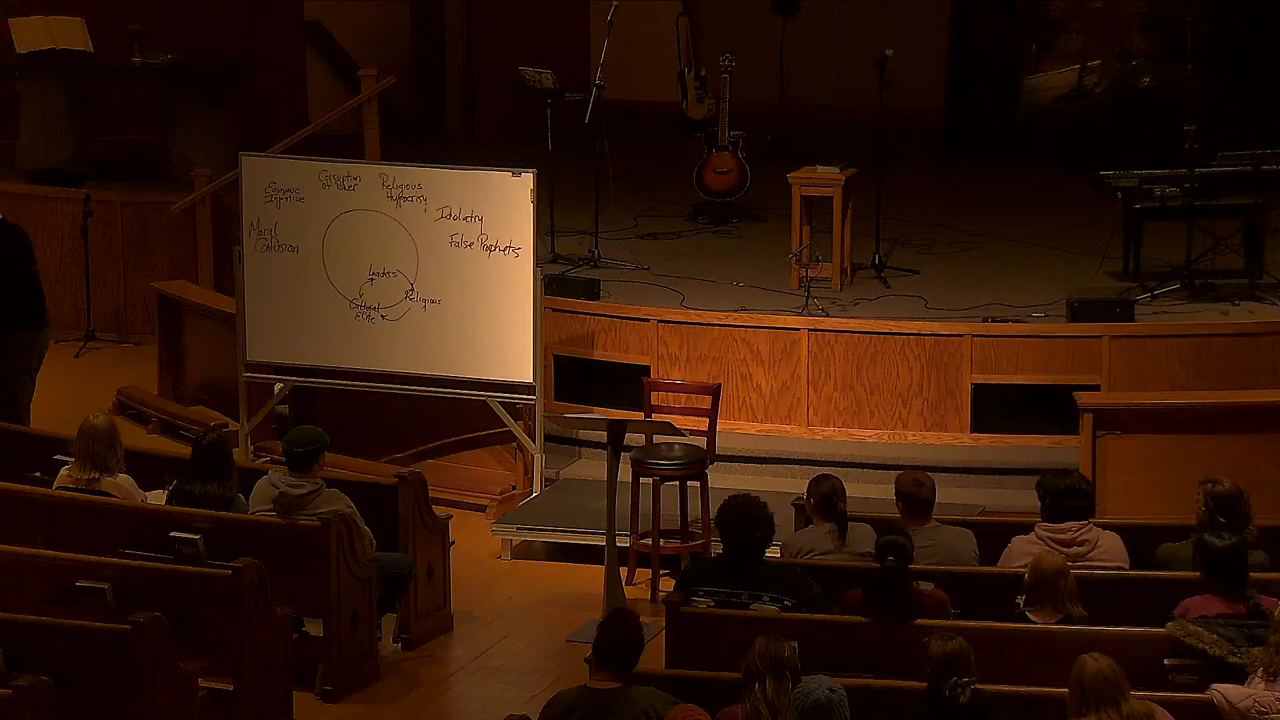 Corruption
of Power
Religious
Hypocrisy
Economic
Injustice
Idolatry
Moral
Confusion
False Prophets
Leaders
Religious
Cultural
Elite